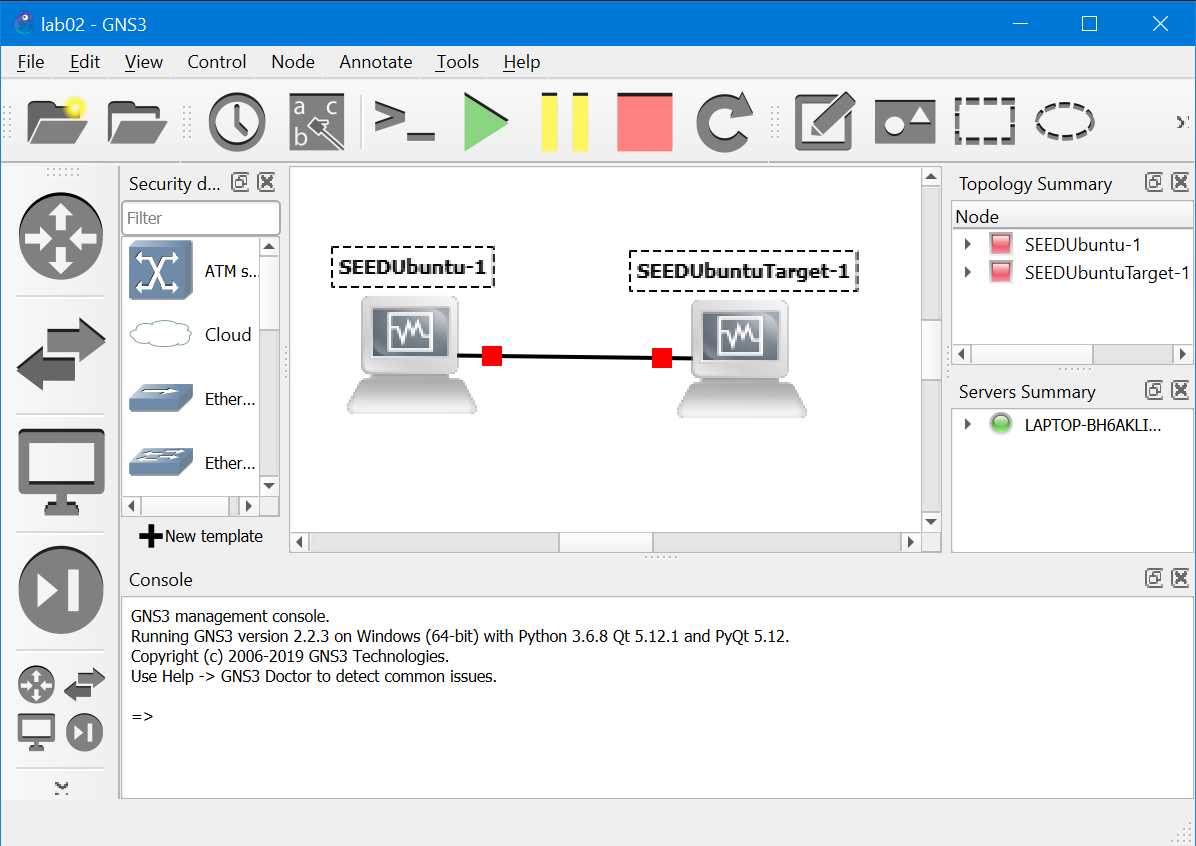 lab02 - GNS3
File Edit View Control Node Annotate Tools Help
a c
b
Security d...
Filter
ATM s...
Cloud
Ether...
Ether...
New template
SEEDUbuntu-1
SEEDUbuntuTarget-1
Topology Summary
Node
SEEDUbuntu-1
SEEDUbuntuTarget-1
Servers Summary
LAPTOP-BH6AKLI...
Console
GNS3 management console.
Running GNS3 version 2.2.3 on Windows (64-bit) with Python 3.6.8 Qt 5.12.1 and PyQt 5.12.
Copyright (c) 2006-2019 GNS3 Technologies.
Use Help -> GNS3 Doctor to detect common issues.
=>